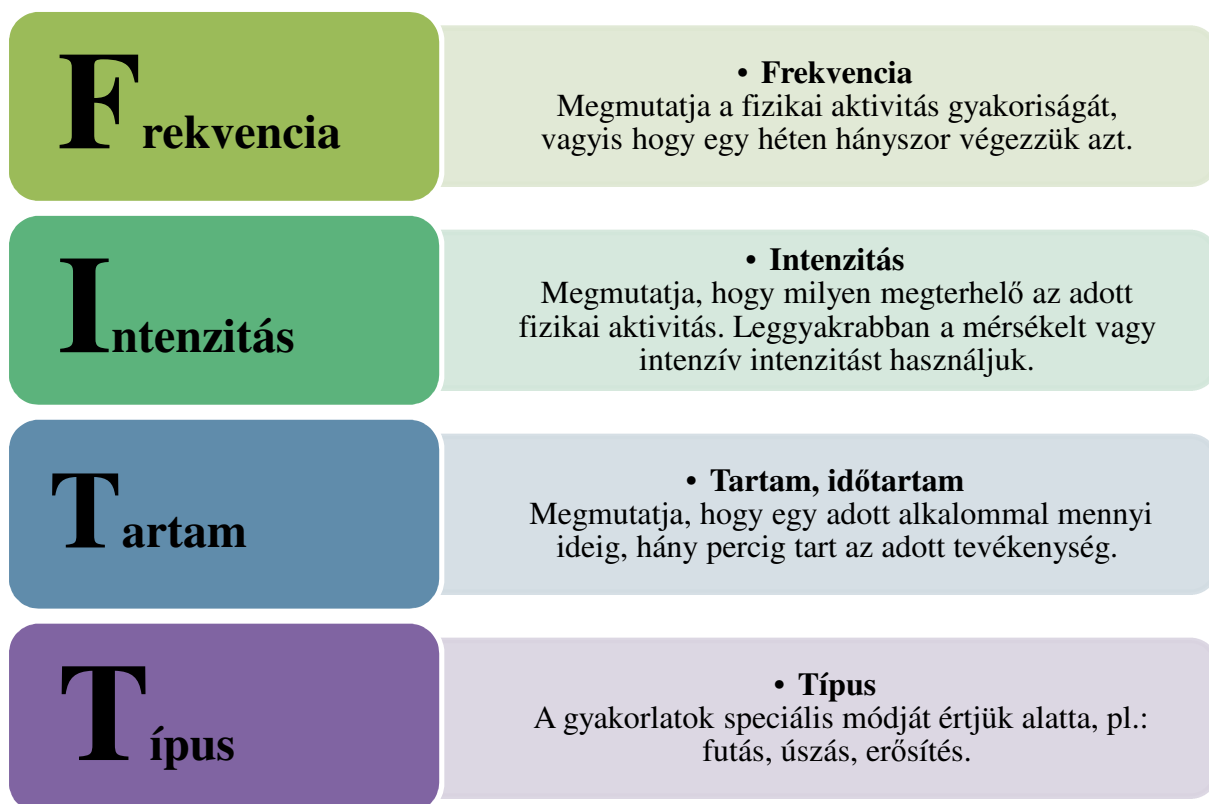 Frekvencia
• Frekvencia
Megmutatja a fizikai aktivitás gyakoriságát,
vagyis hogy egy héten hányszor végezzük azt.
Intenzitás
• Intenzitás
Megmutatja, hogy milyen megterhelő az adott
fizikai aktivitás. Leggyakrabban a mérsékelt vagy
intenzív intenzitást használjuk.
Tartam
• Tartam, időtartam
Megmutatja, hogy egy adott alkalommal mennyi
ideig, hány percig tart az adott tevékenység.
Típus
• Típus
A gyakorlatok speciális módját értjük alatta, pl.:
futás, úszás, erősítés.